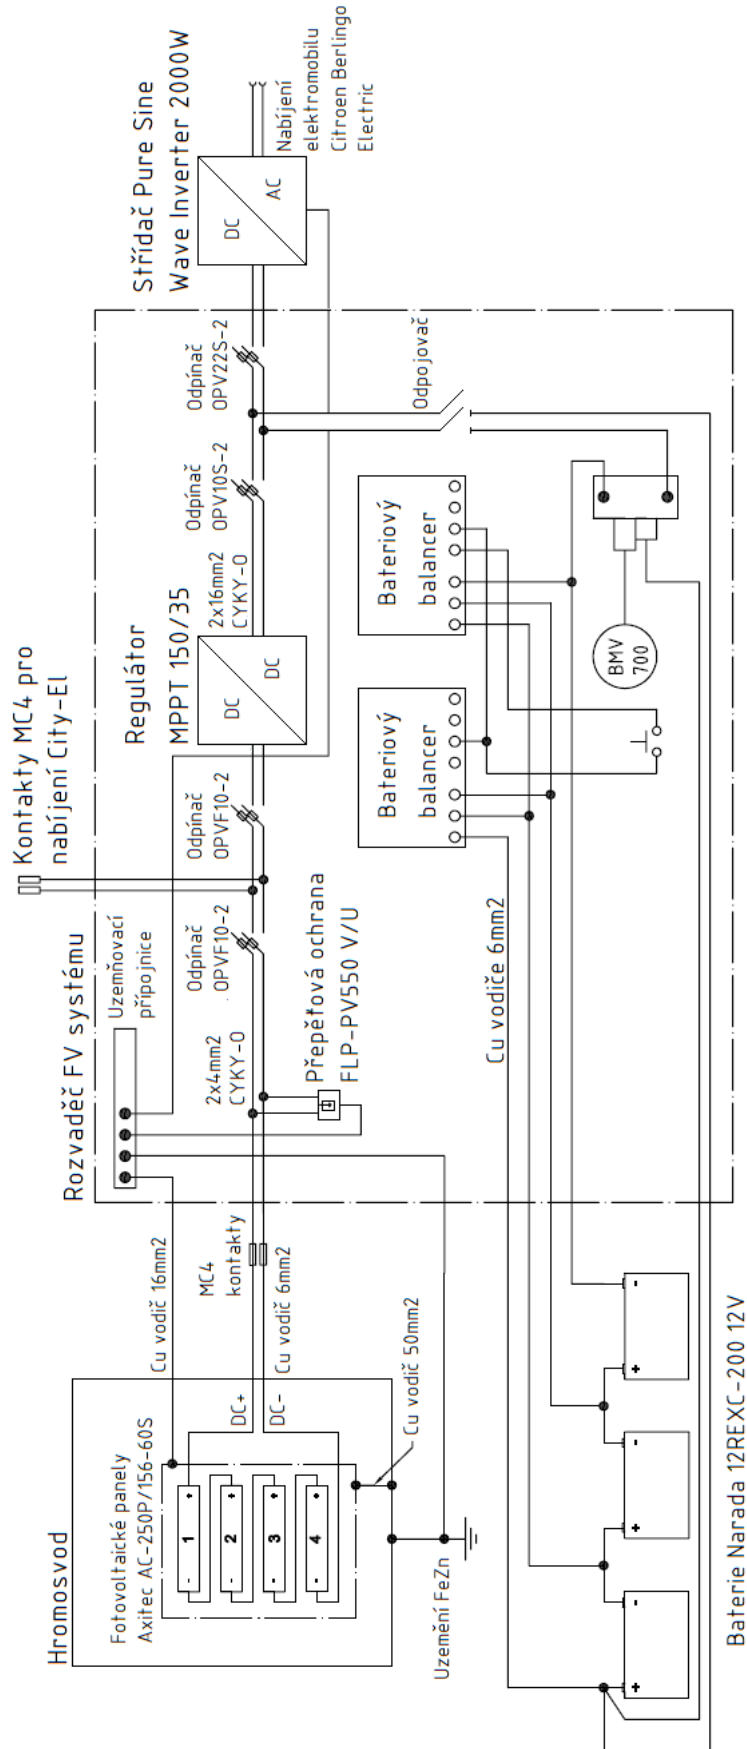 Hromosvod
Fotovoltaické panely
Axitec AC-250P/156-60S
1
2
3
4
-
+
-
+
-
+
-
+
DC+
DC-
Cu vodič 50mm2
Uzemění FeZn
Cu vodič 16mm2
MC4
kontakty
Cu vodič 6mm2
Rozvaděč FV systému
Uzemňovací
přípojnice
2x4mm2
CYKY-O
Přepěťová ochrana
FLP-PV550 V/U
Odpínač
OPVF10-2
Kontakty MC4 pro
nabíjení City-El
Odpínač
OPVF10-2
Regulátor
MPPT 150/35
DC
DC
2x16mm2
CYKY-O
Odpínač
OPV10S-2
Odpínač
OPV22S-2
Střídač Pure Sine
Wave Inverter 2000W
DC
AC
Nabíjení
elektromobilu
Citroen Berlingo
Electric
Odpojovač
Cu vodiče 6mm2
Bateriový
balancer
Bateriový
balancer
BMV
700
+
-
+
-
+
-
Baterie Narada 12REXC-200 12V